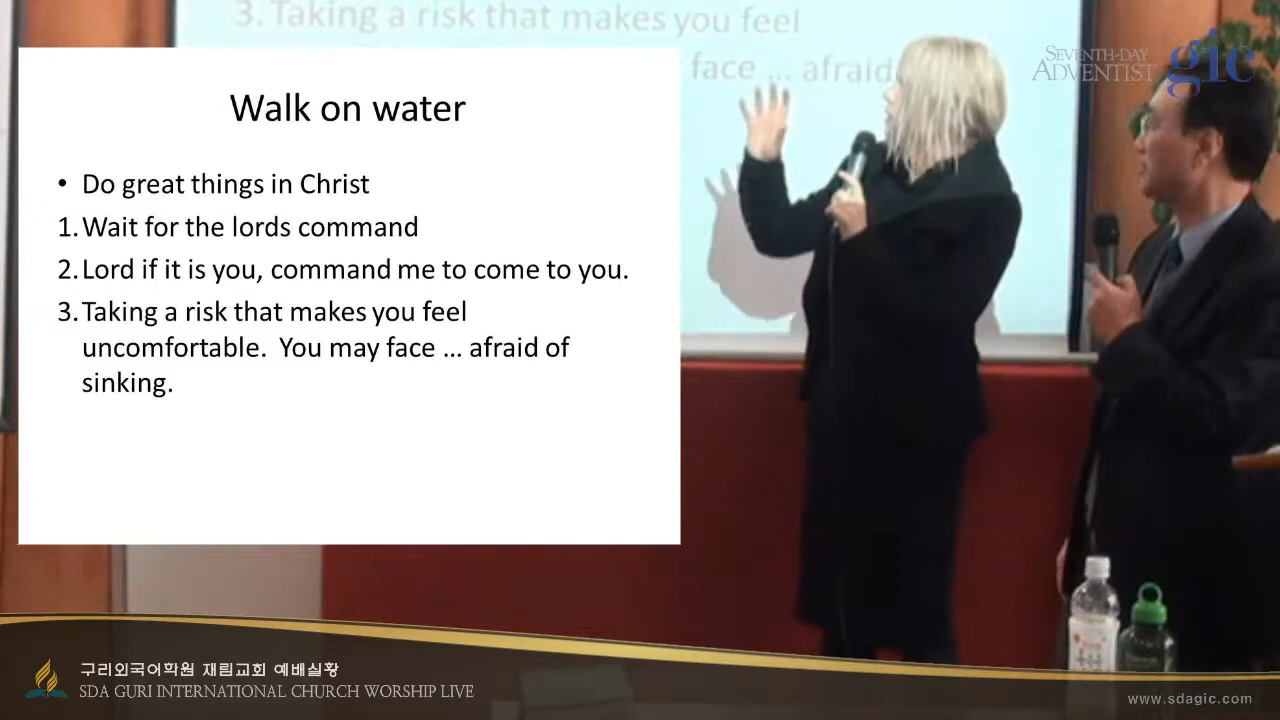 3. Taking a risk that makes you feel
face ... afraid
SEVENTH-DAY
ADVENTIST gic
Walk on water
• Do great things in Christ
1. Wait for the lords command
2. Lord if it is you, command me to come to you.
3. Taking a risk that makes you feel
uncomfortable. You may face ... afraid of
sinking.
구리외국어학원 재림교회 예배실황
SDA GURI INTERNATIONAL CHURCH WORSHIP LIVE
www.sdagic.com